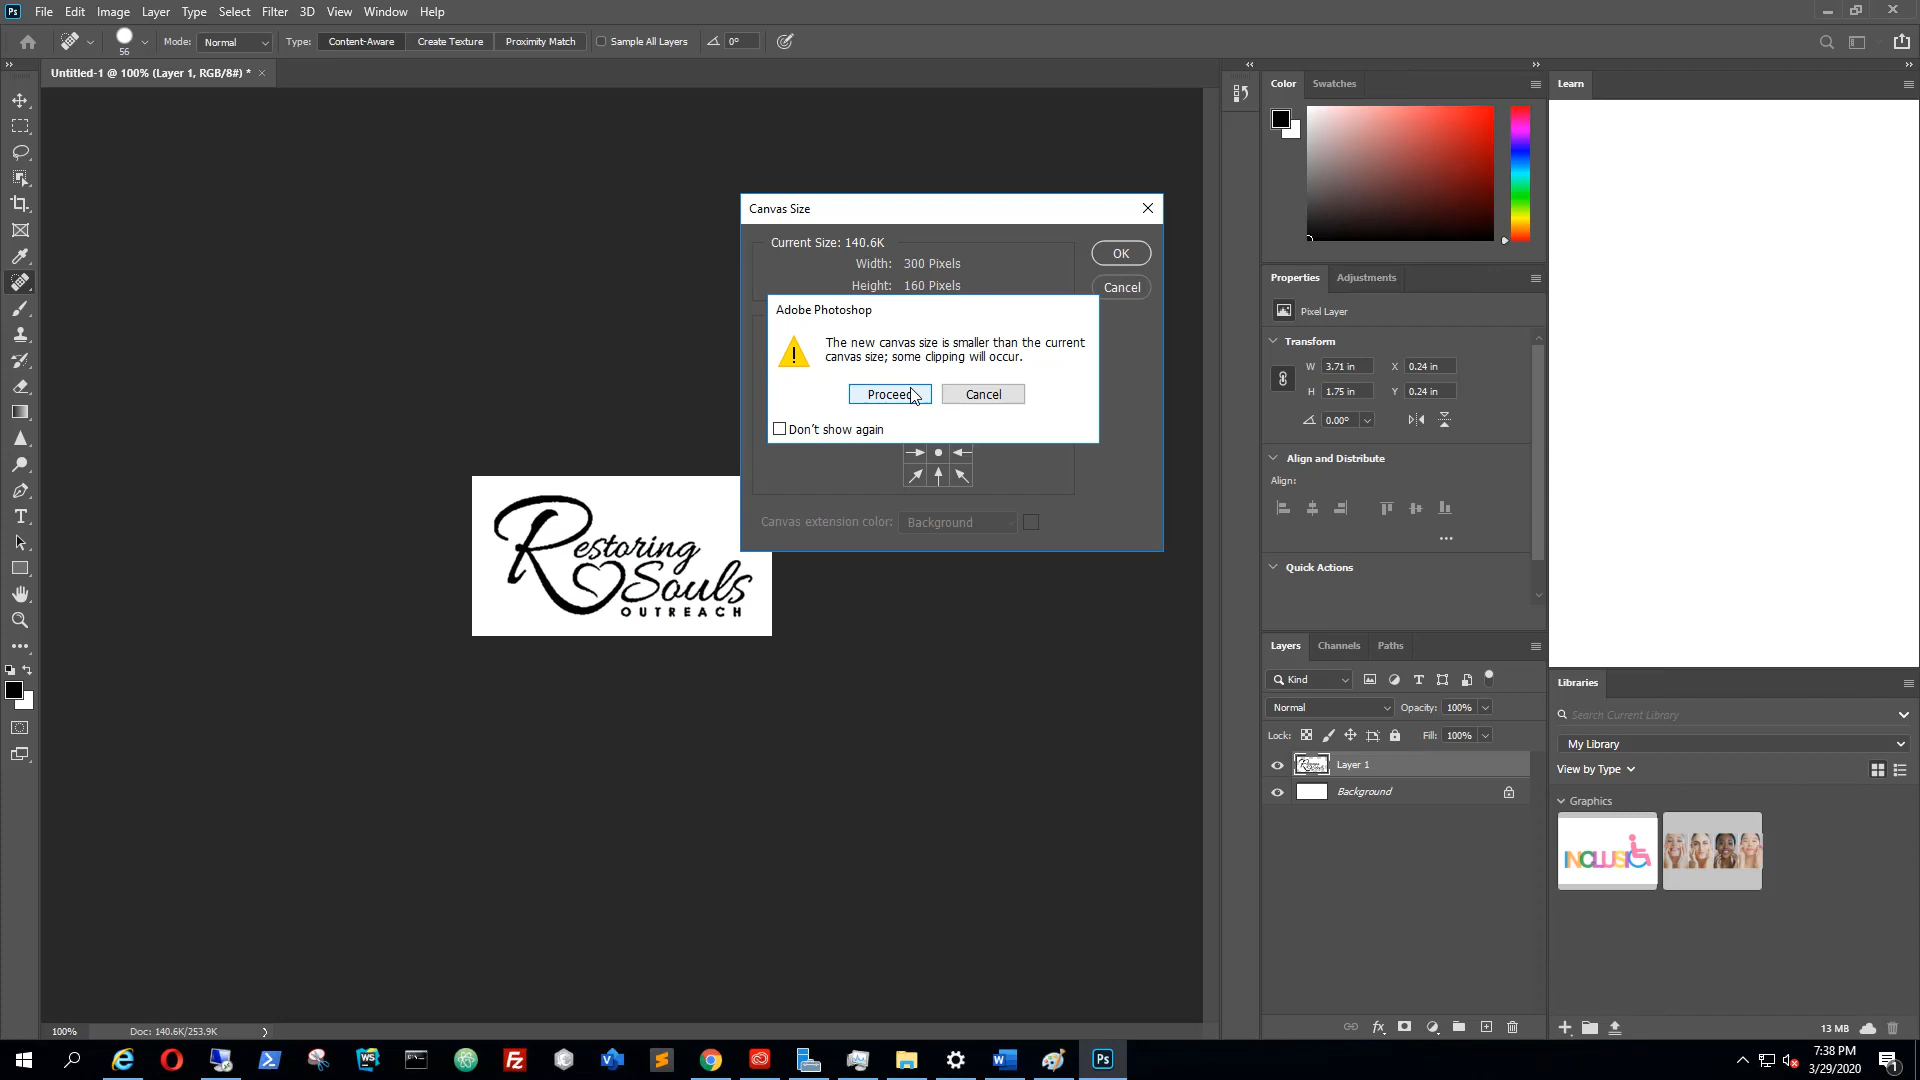 Ps File Edit Image Layer Type Select Filter 3D View Window Help
56 Mode: Normal Type: Content-Aware Create Texture Proximity Match Sample All Layers 0°
Untitled-1 @ 100% (Layer 1, RGB/8#) *
Canvas Size
Current Size: 140.6K
Width: 300 Pixels
Height: 160 Pixels
OK
Cancel
Adobe Photoshop
The new canvas size is smaller than the current
canvas size; some clipping will occur.
Proceed Cancel
Don't show again
Canvas extension color: Background
Restoring
Souls
OUTREACH
Color Swatches
Properties Adjustments
Pixel Layer
Transform
W 3.71 in X 0.24 in
H 1.75 in Y 0.24 in
0.00°
Align and Distribute
Align:
Quick Actions
Layers Channels Paths
Kind
Normal Opacity: 100%
Lock: Fill: 100%
Layer 1
Background
Learn
Libraries
Search Current Library
My Library
View by Type
Graphics
INCLUSI
13 MB
100% Doc: 140.6K/253.9K
WS
Ps
7:38 PM
3/29/2020
1